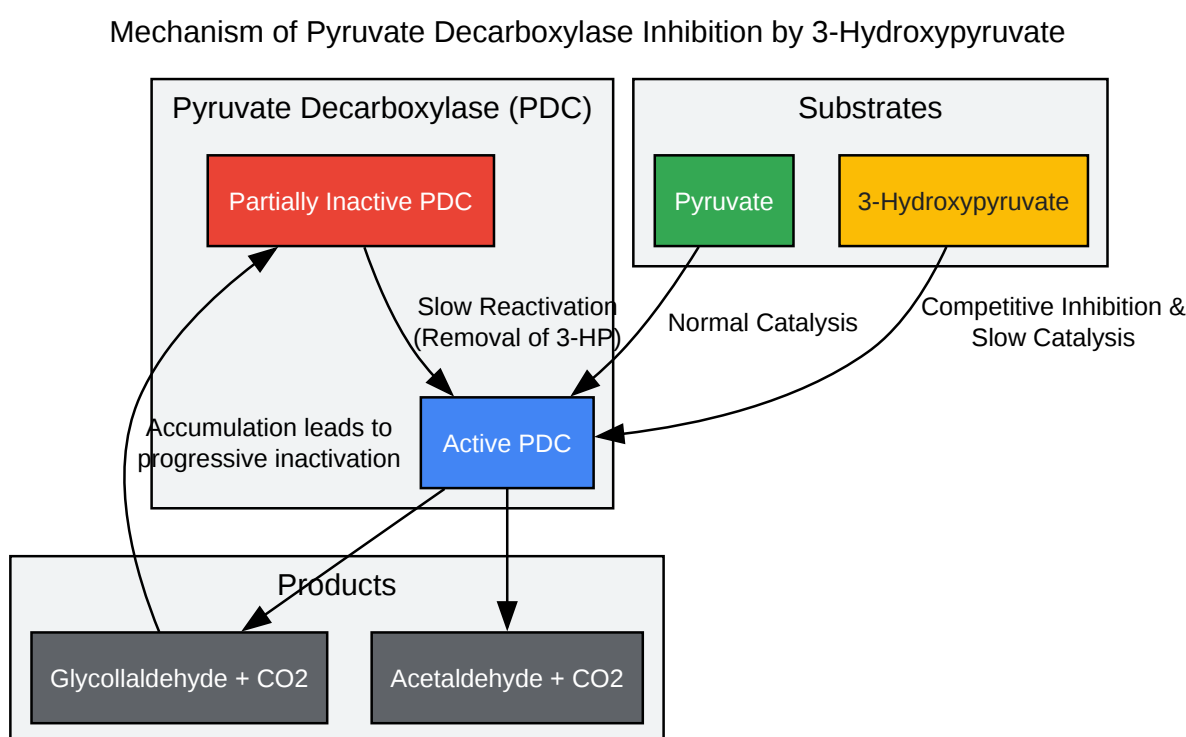 Mechanism of Pyruvate Decarboxylase Inhibition by 3-Hydroxypyruvate
Pyruvate Decarboxylase (PDC)
Substrates
Partially Inactive PDC
Pyruvate
3-Hydroxypyruvate
Slow Reactivation
(Removal of 3-HP)
Normal Catalysis
Competitive Inhibition &
Slow Catalysis
Accumulation leads to
progressive inactivation
Active PDC
Products
Glycollaldehyde + CO2
Acetaldehyde + CO2